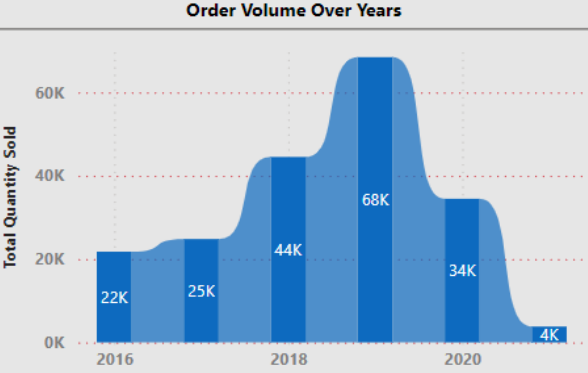 Order Volume Over Years
Total Quantity Sold
60K
40K
20K
0K
22K
25K
44K
68K
34K
4K
2016
2018
2020